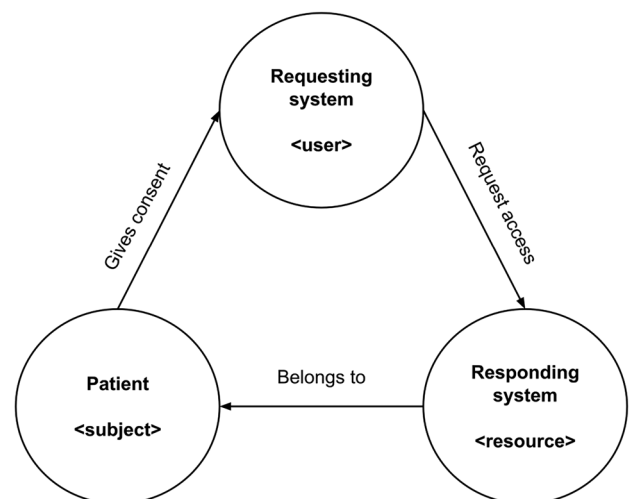 Requesting
system
<user>
Gives consent
Request access
Patient
<subject>
Belongs to
Responding
system
<resource>